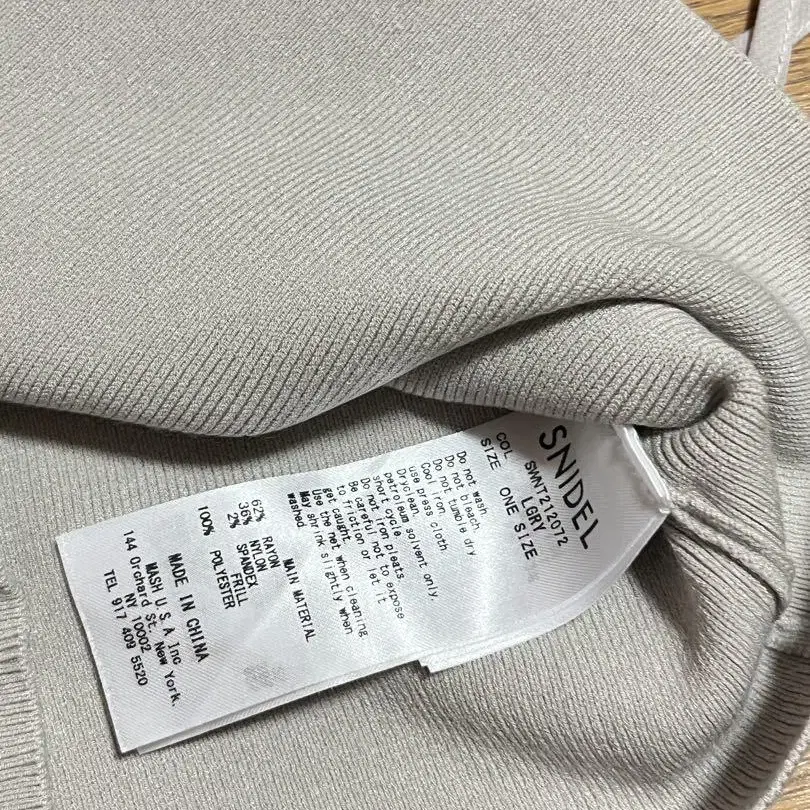 SNIDEL
SWNT212072
COL. LGRY
SIZE ONE SIZE
Do not wash
Do not bleach
Do not tumble dry
Cool iron.
use press cloth
Dryclean.
petroleum solvent only.
short cycle
Do not iron pleats.
Be careful not to expose
to friction or let it
get caught.
Use the net when cleaning
May shrink slightly when
washed
MAIN MATERIAL
62% RAYON
36% NYLON
2% SPANDEX
FRILL
100% POLYESTER
MADE IN CHINA
MASH U.S.A Inc
144 Orchard St, New York,
NY 10002
TEL 917 409 5520